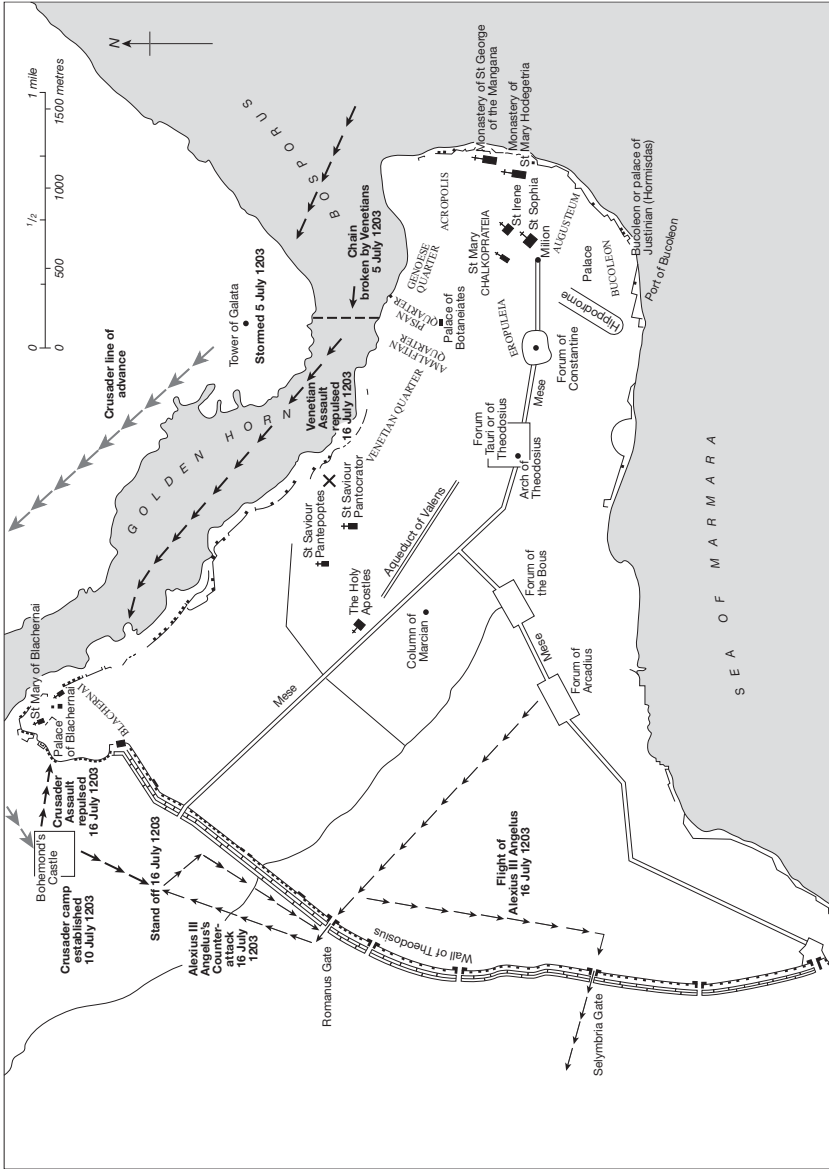 N
1 mile
1/2
0
0
500
1000
1500 metres
Crusader line of
advance
BOSPORUS
Tower of Galata
Stormed 5 July 1203
Chain
broken by Venetians
5 July 1203
GOLDEN HORN
Venetian
Assault
repulsed
16 July 1203
St Mary of Blachernai
Palace
of Blachernai
BLACHERNAI
Crusader
Assault
repulsed
16 July 1203
Bohemond's
Castle
Crusader camp
established
10 July 1203
Stand off 16 July 1203
Alexius III
Angelus's
Counter-
attack
16 July
1203
Romanus Gate
Wall of Theodosius
Flight of
Alexius III Angelus
16 July 1203
Selymbria Gate
Mese
St Saviour
Pantepoptes
St Saviour
Pantocrator
The Holy
Apostles
Aqueduct of Valens
Column of
Marcian
VENETIAN QUARTER
AMALFITAN
QUARTER
PISAN
QUARTER
GENOESE
QUARTER
ACROPOLIS
Palace of
Botaneiates
St Mary
CHALKOPRATEIA
Monastery of St George
of the Mangana
Monastery of
St Mary Hodegetria
St Irene
St Sophia
Milion
AUGUSTEUM
EROPULEIA
Forum of
Constantine
Mese
Forum
Tauri or of
Theodosius
Arch of
Theodosius
Hippodrome
Palace
BUCOLEON
Bucoleon or palace of
Justinian (Hormisdas)
Port of Bucoleon
Forum of
the Bous
Mese
Forum of
Arcadius
SEA OF MARMARA